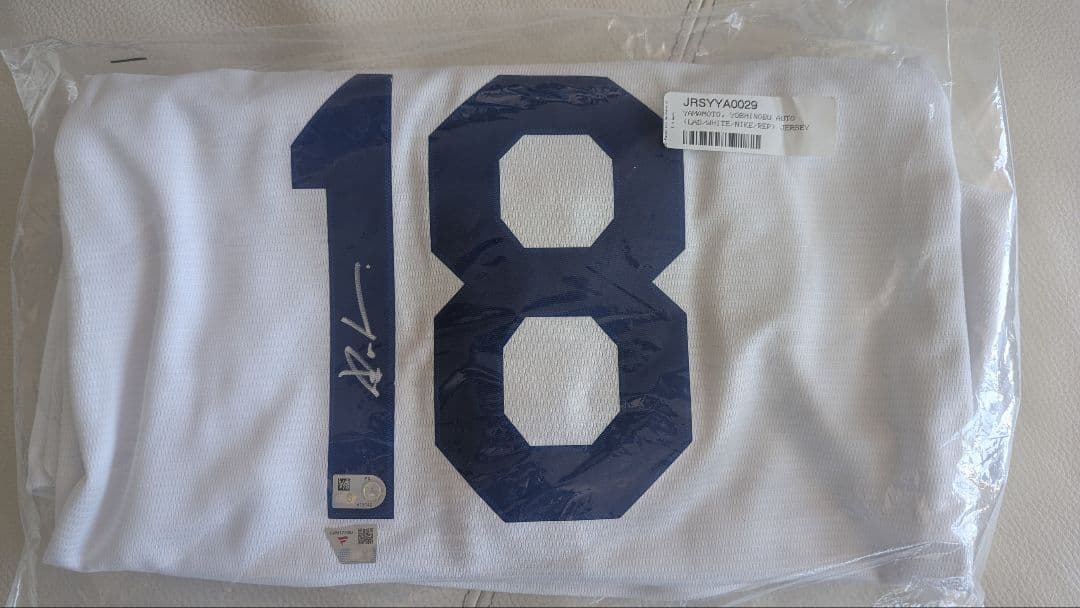 18
JRSYYA0029
YAMAMOTO, YOSHINOBU AUTO
(LAD/WHITE/NIKE/REP) JERSEY